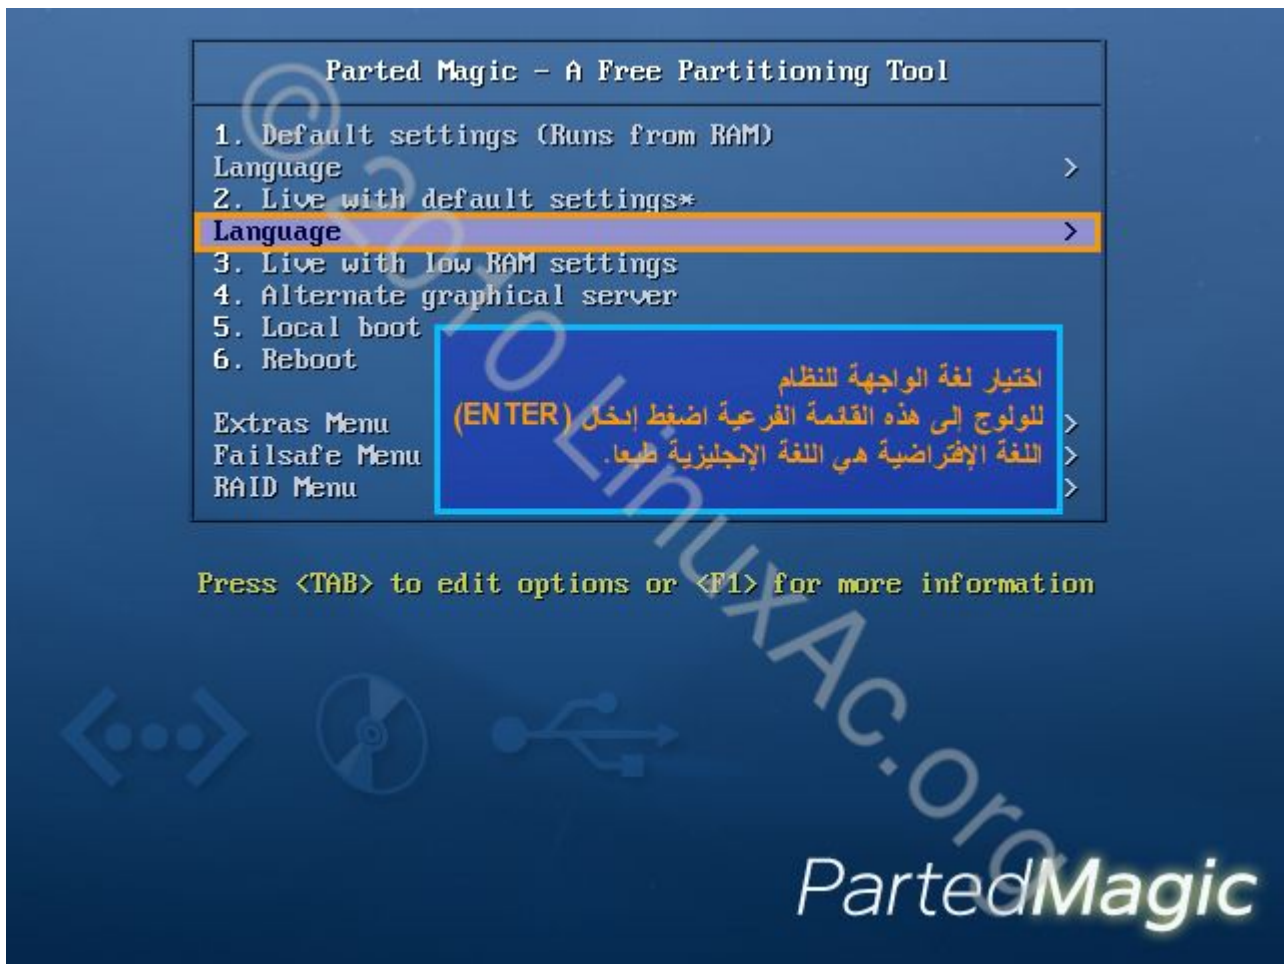 Parted Magic - A Free Partitioning Tool
1. Default settings (Runs from RAM)
Language >
2. Live with default settings*
Language >
3. Live with low RAM settings
4. Alternate graphical server
5. Local boot
6. Reboot
اختيار لغة الواجهة للنظام
للولوج إلى هذه القائمة الفرعية اضغط إدخال (ENTER)
اللغة الإفتراضية هي اللغة الإنجليزية طبعا.
Extras Menu >
Failsafe Menu >
RAID Menu >
Press <TAB> to edit options or <F1> for more information
© 2010 LinuxAc.org
PartedMagic